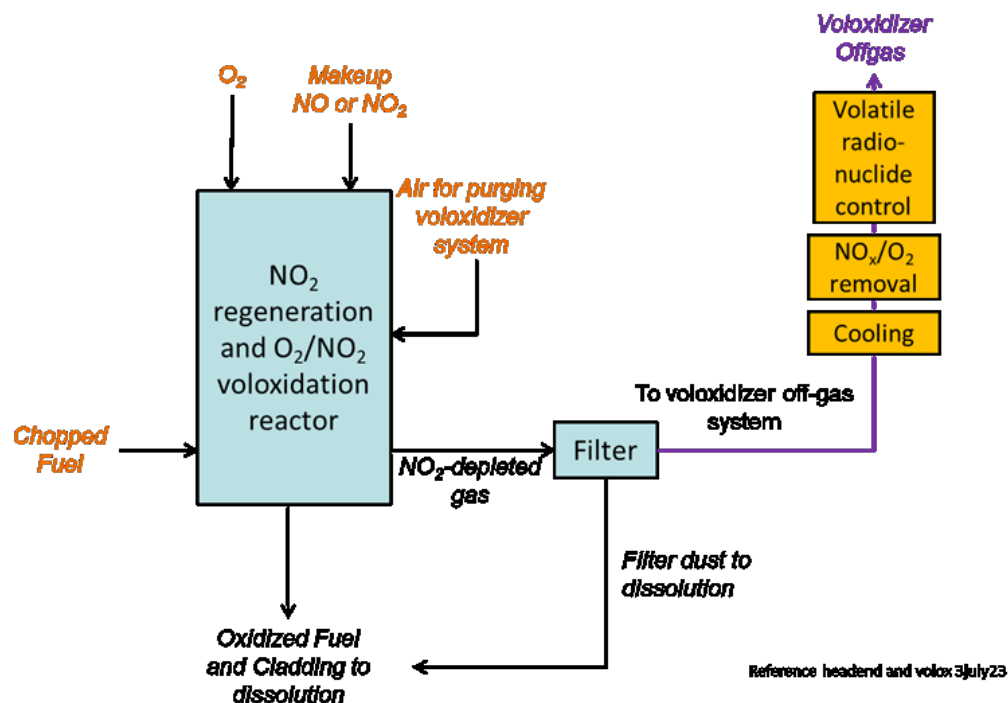 Voloxidizer
Offgas
O₂
Makeup
NO or NO₂
Volatile
radio-
nuclide
control
Air for purging
voloxidizer
system
NO₂
regeneration
and O₂/NO₂
voloxidation
reactor
NOₓ/O₂
removal
Cooling
To voloxidizer off-gas
system
Chopped
Fuel
Filter
NO₂-depleted
gas
Filter dust to
dissolution
Oxidized Fuel
and Cladding to
dissolution
Reference headend and volox 3july23